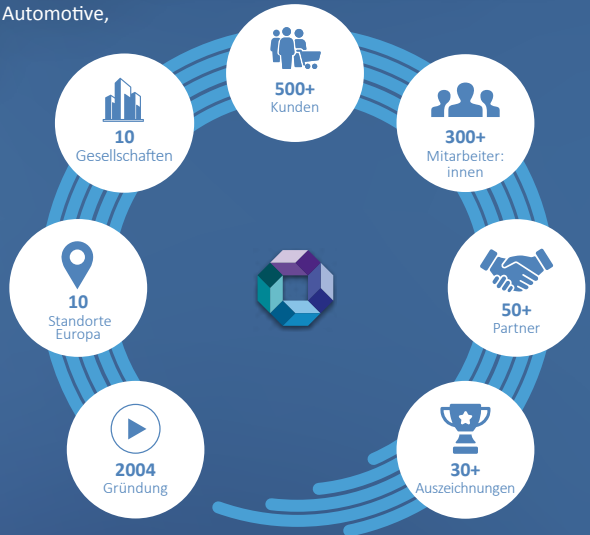 Automotive,
500+
Kunden
10
Gesellschaften
300+
Mitarbeiter:
innen
10
Standorte
Europa
50+
Partner
2004
Gründung
30+
Auszeichnungen